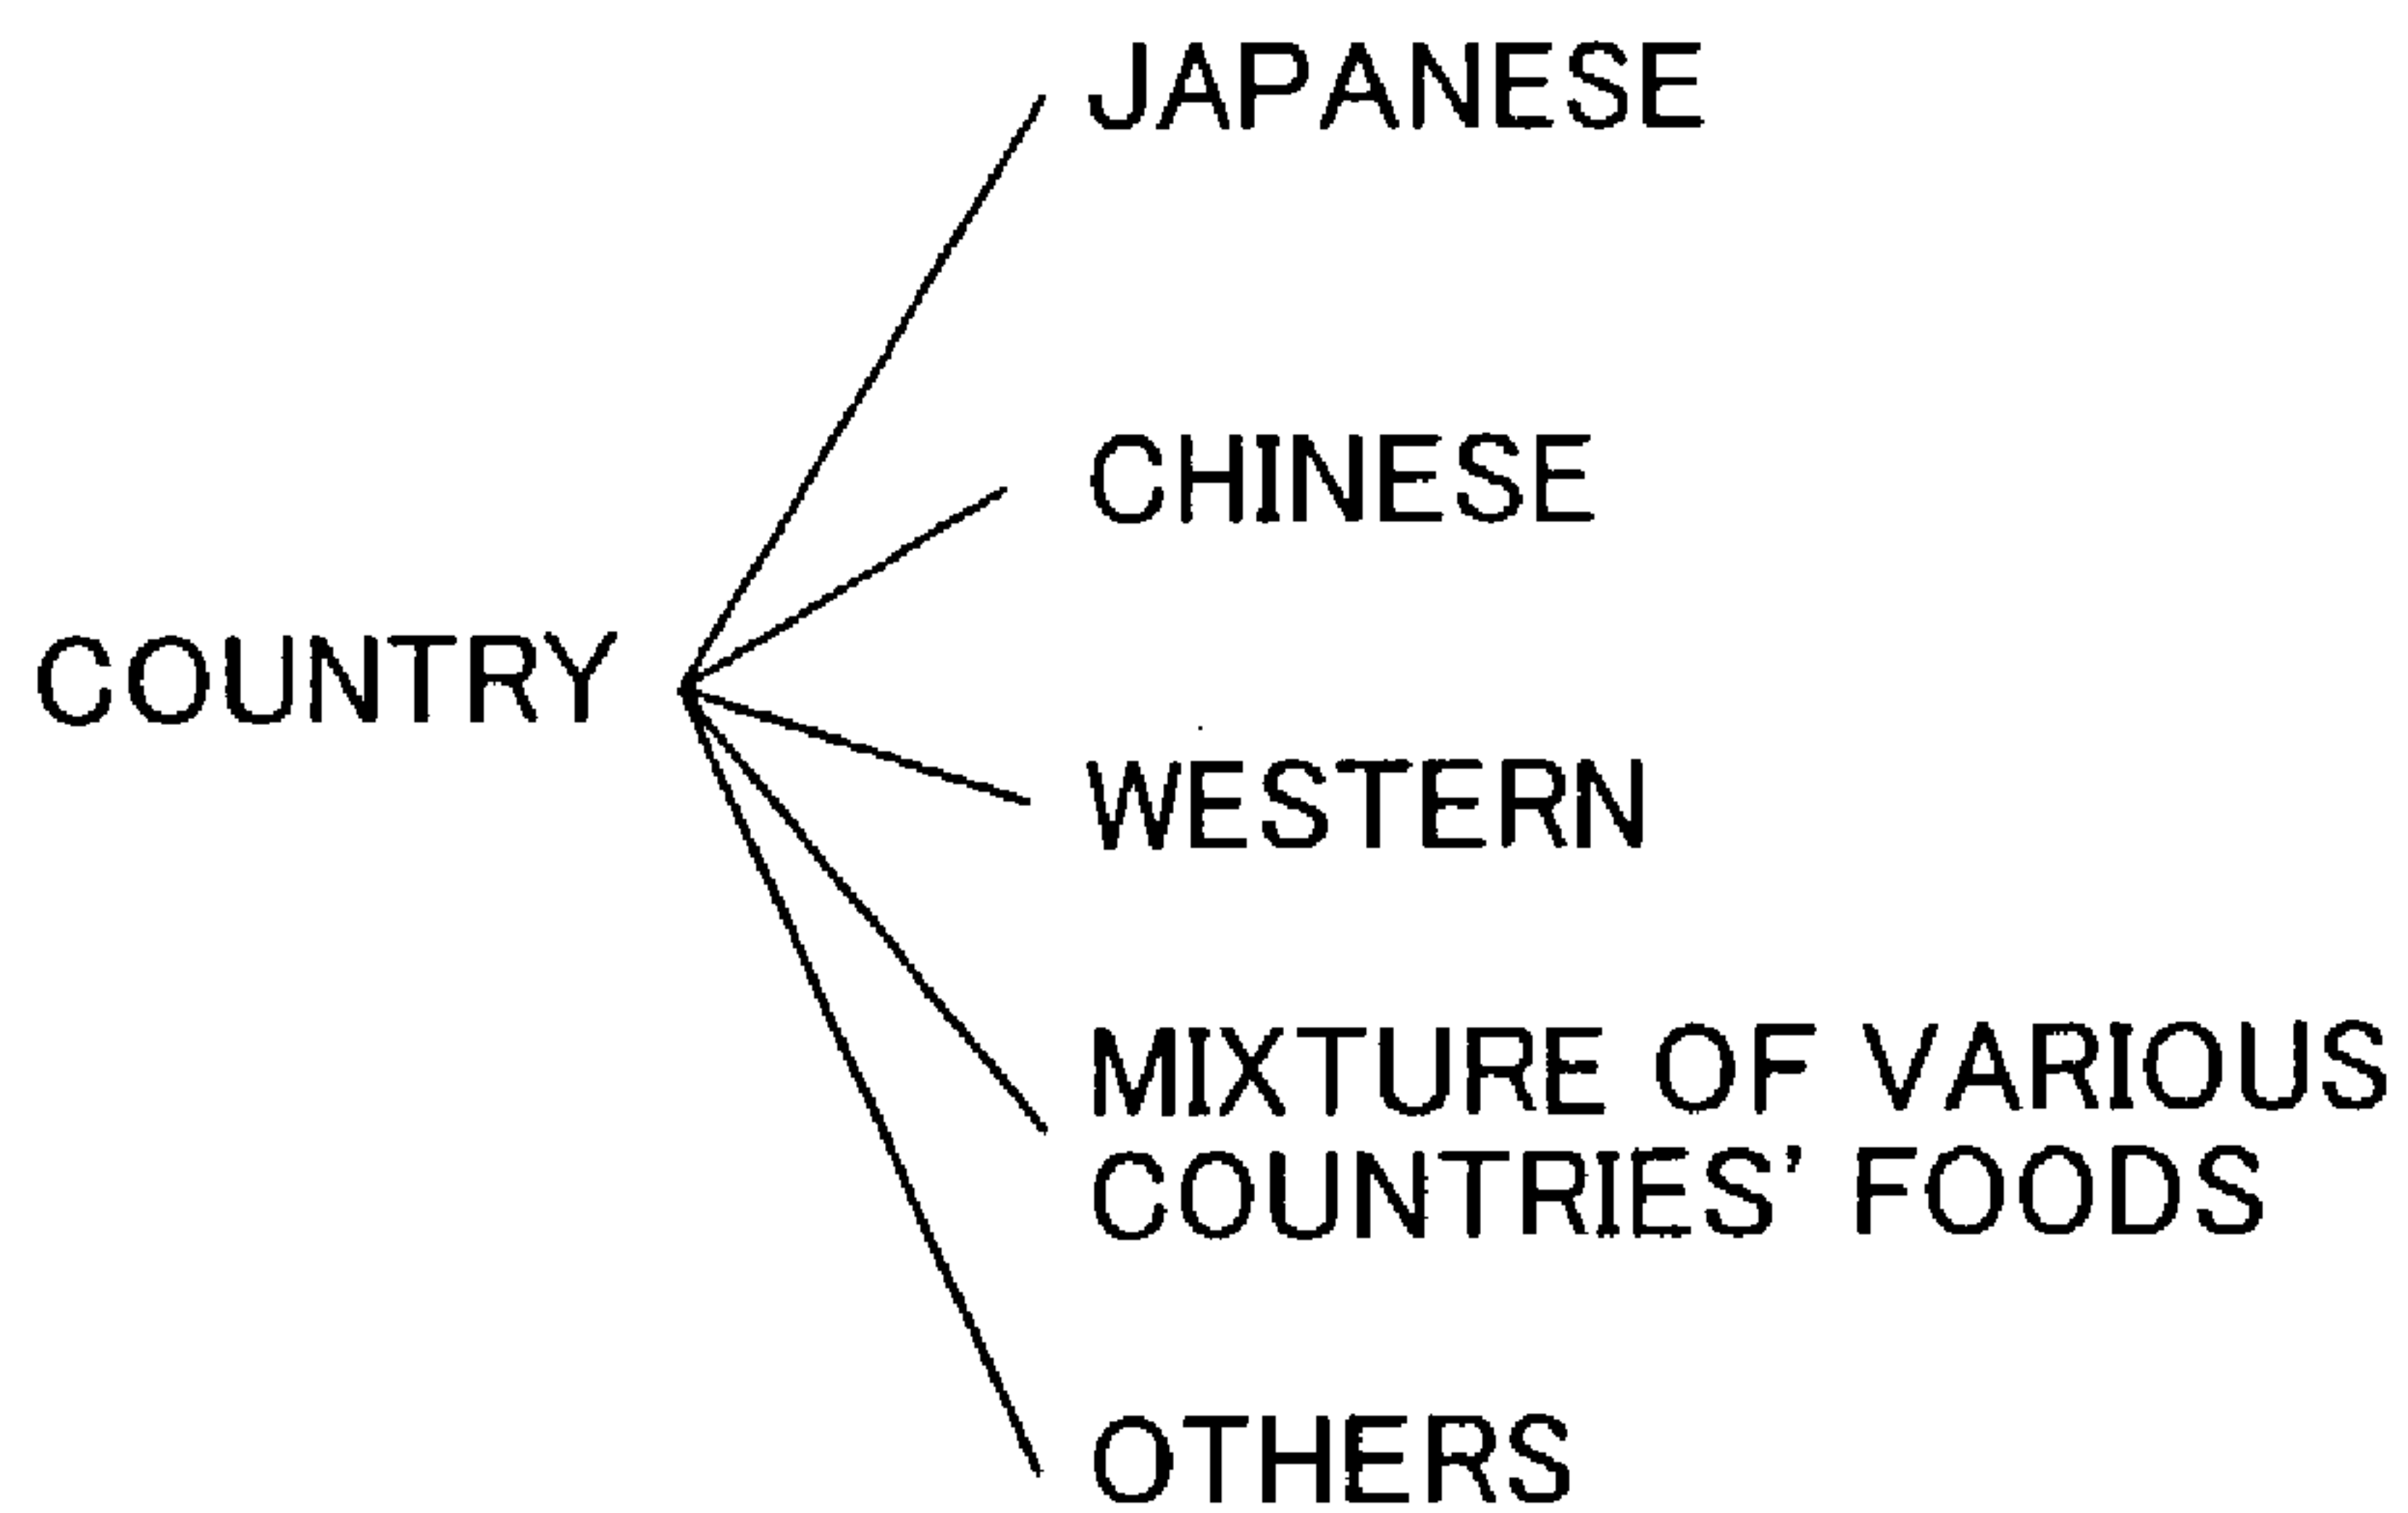 COUNTRY
JAPANESE
CHINESE
WESTERN
MIXTURE OF VARIOUS
COUNTRIES' FOODS
OTHERS